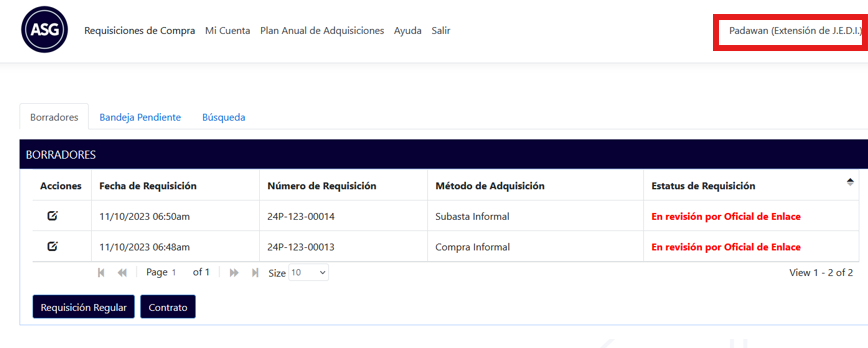 ASG
Requisiciones de Compra Mi Cuenta Plan Anual de Adquisiciones Ayuda Salir Padawan (Extensión de J.E.D.I.)
Borradores Bandeja Pendiente Búsqueda
BORRADORES
Acciones Fecha de Requisición Número de Requisición Método de Adquisición Estatus de Requisición
11/10/2023 06:50am 24P-123-00014 Subasta Informal En revisión por Oficial de Enlace
11/10/2023 06:48am 24P-123-00013 Compra Informal En revisión por Oficial de Enlace
Page 1 of 1 Size 10 View 1 - 2 of 2
Requisición Regular Contrato